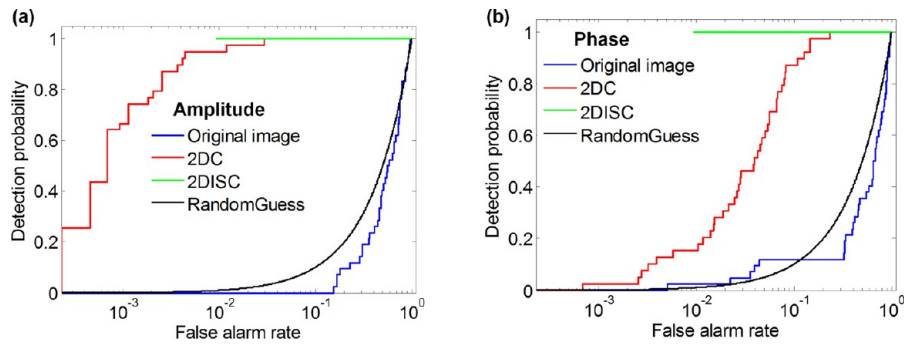 (a)
1
0.8
0.6
0.4
0.2
0
Detection probability
Amplitude
Original image
2DC
2DISC
RandomGuess
10^-3
10^-2
10^-1
10^0
False alarm rate
(b)
1
0.8
0.6
0.4
0.2
0
Detection probability
Phase
Original image
2DC
2DISC
RandomGuess
10^-3
10^-2
10^-1
10^0
False alarm rate